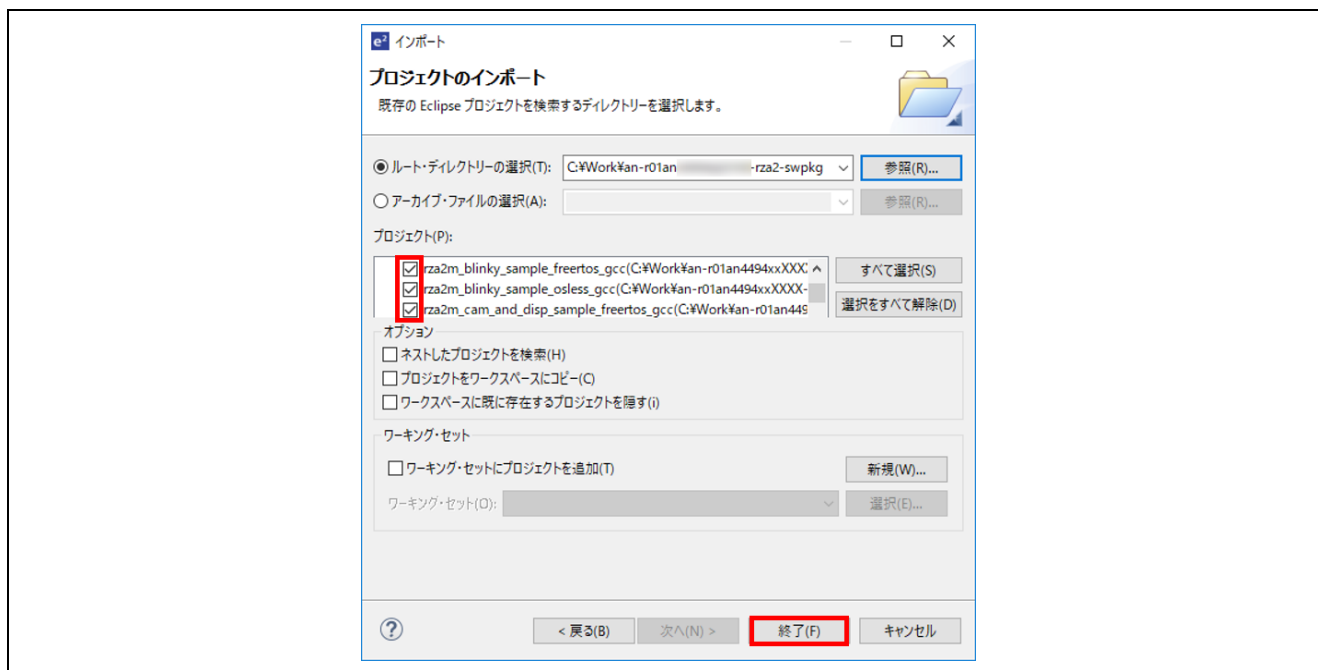 e² インポート
プロジェクトのインポート
既存の Eclipse プロジェクトを検索するディレクトリーを選択します。
ルート・ディレクトリーの選択(T): C:¥Work¥an-r01an -rza2-swpkg 参照(R)...
アーカイブ・ファイルの選択(A): 参照(R)...
プロジェクト(P):
rza2m_blinky_sample_freertos_gcc(C:¥Work¥an-r01an4494xxXXX すべて選択(S)
rza2m_blinky_sample_osless_gcc(C:¥Work¥an-r01an4494xxXXXX-
選択をすべて解除(D)
rza2m_cam_and_disp_sample_freertos_gcc(C:¥Work¥an-r01an449
オプション
ネストしたプロジェクトを検索(H)
プロジェクトをワークスペースにコピー(C)
ワークスペースに既に存在するプロジェクトを隠す(i)
ワーキング・セット
ワーキング・セットにプロジェクトを追加(T) 新規(W)...
ワーキング・セット(O): 選択(E)...
? < 戻る(B) 次へ(N) > 終了(F) キャンセル